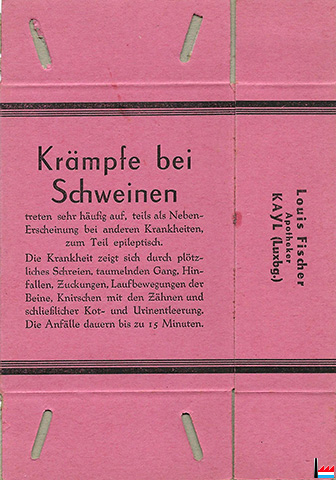 Krämpfe bei
Schweinen
treten sehr häufig auf, teils als Neben-
Erscheinung bei anderen Krankheiten,
zum Teil epileptisch.
Die Krankheit zeigt sich durch plötz-
liches Schreien, taumelnden Gang, Hin-
fallen, Zuckungen, Laufbewegungen der
Beine, Knirschen mit den Zähnen und
schließlicher Kot- und Urinentleerung.
Die Anfälle dauern bis zu 15 Minuten.
Louis Fischer
Apotheker
KAYL (Luxbg.)